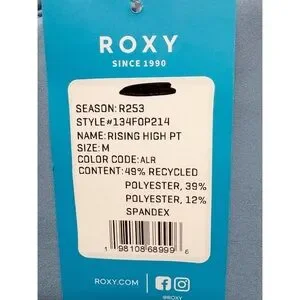 ROXY
SINCE 1990
SEASON: R253
STYLE#134FOP214
NAME: RISING HIGH PT
SIZE: M
COLOR CODE: ALR
CONTENT: 49% RECYCLED
POLYESTER, 39%
POLYESTER, 12%
SPANDEX
1 98108 68999 6
ROXY.COM
@ROXY